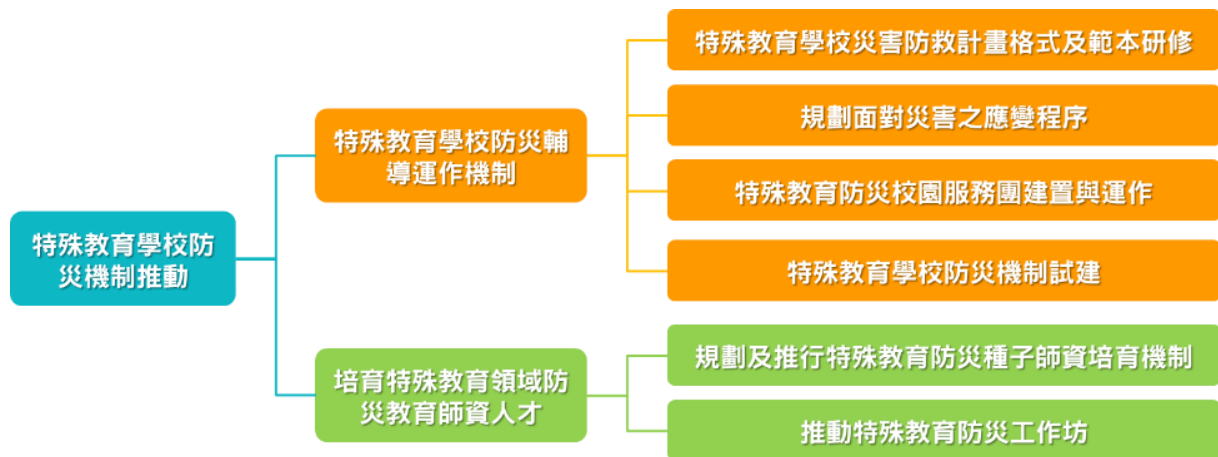 特殊教育學校防
災機制推動
特殊教育學校防災輔
導運作機制
特殊教育學校災害防救計畫格式及範本研修
規劃面對災害之應變程序
特殊教育防災校園服務團建置與運作
特殊教育學校防災機制試建
培育特殊教育領域防
災教育師資人才
規劃及推行特殊教育防災種子師資培育機制
推動特殊教育防災工作坊